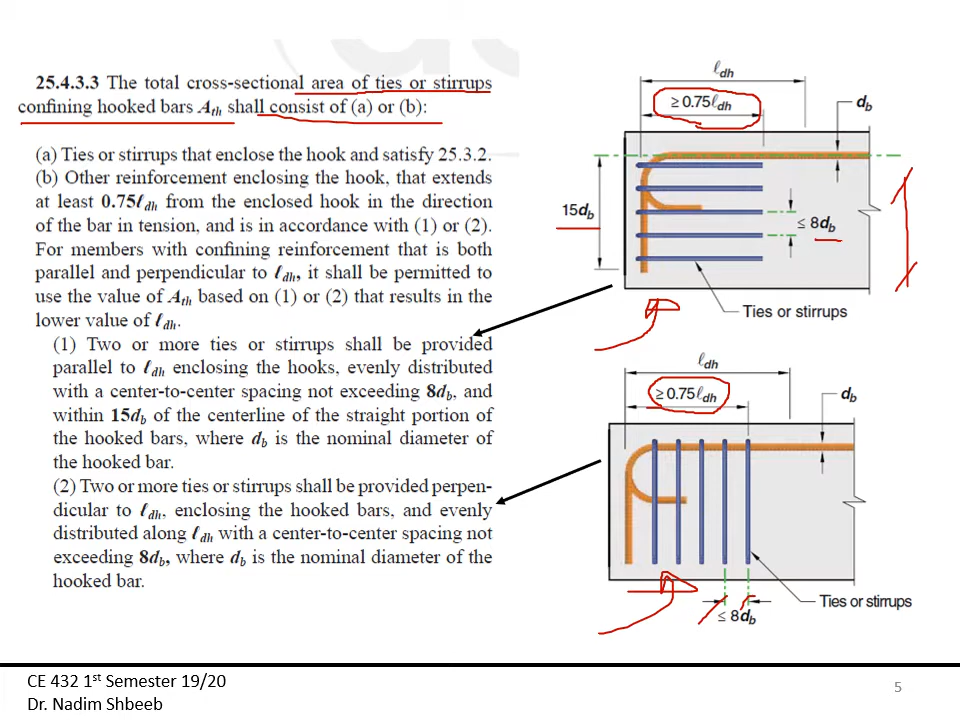 25.4.3.3 The total cross-sectional area of ties or stirrups
confining hooked bars Ath shall consist of (a) or (b):
(a) Ties or stirrups that enclose the hook and satisfy 25.3.2.
(b) Other reinforcement enclosing the hook, that extends
at least 0.75ℓdh from the enclosed hook in the direction
of the bar in tension, and is in accordance with (1) or (2).
For members with confining reinforcement that is both
parallel and perpendicular to ℓdh, it shall be permitted to
use the value of Ath based on (1) or (2) that results in the
lower value of ℓdh.
(1) Two or more ties or stirrups shall be provided
parallel to ℓdh enclosing the hooks, evenly distributed
with a center-to-center spacing not exceeding 8db, and
within 15db of the centerline of the straight portion of
the hooked bars, where db is the nominal diameter of
the hooked bar.
(2) Two or more ties or stirrups shall be provided perpen-
dicular to ℓdh, enclosing the hooked bars, and evenly
distributed along ℓdh with a center-to-center spacing not
exceeding 8db, where db is the nominal diameter of the
hooked bar.
ℓdh
≥ 0.75ℓdh
db
15db
≤ 8db
Ties or stirrups
ℓdh
≥ 0.75ℓdh
db
Ties or stirrups
≤ 8db
CE 432 1st Semester 19/20
Dr. Nadim Shbeeb
5